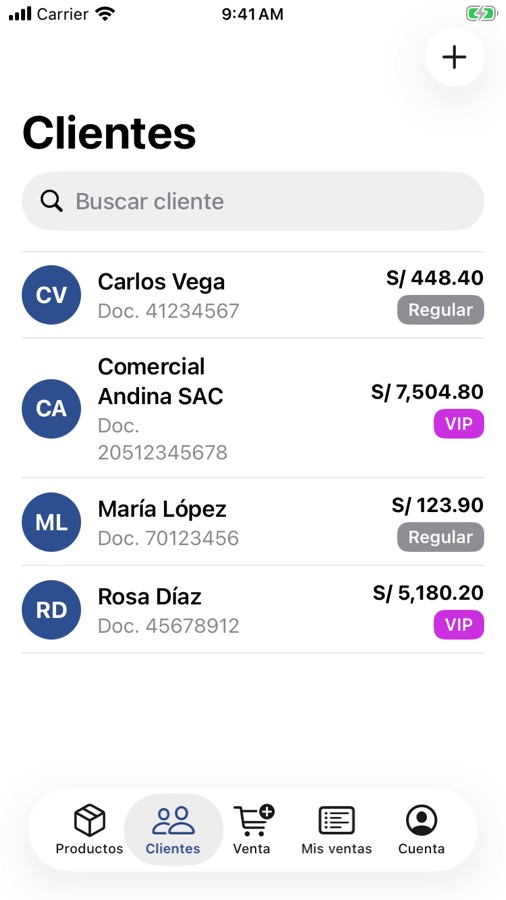 Carrier 9:41 AM
Clientes
Buscar cliente
CV Carlos Vega S/ 448.40
Doc. 41234567 Regular
Comercial
Andina SAC
CA S/ 7,504.80
Doc. VIP
20512345678
María López S/ 123.90
ML Doc. 70123456 Regular
Rosa Díaz S/ 5,180.20
RD Doc. 45678912 VIP
Productos Clientes Venta Mis ventas Cuenta